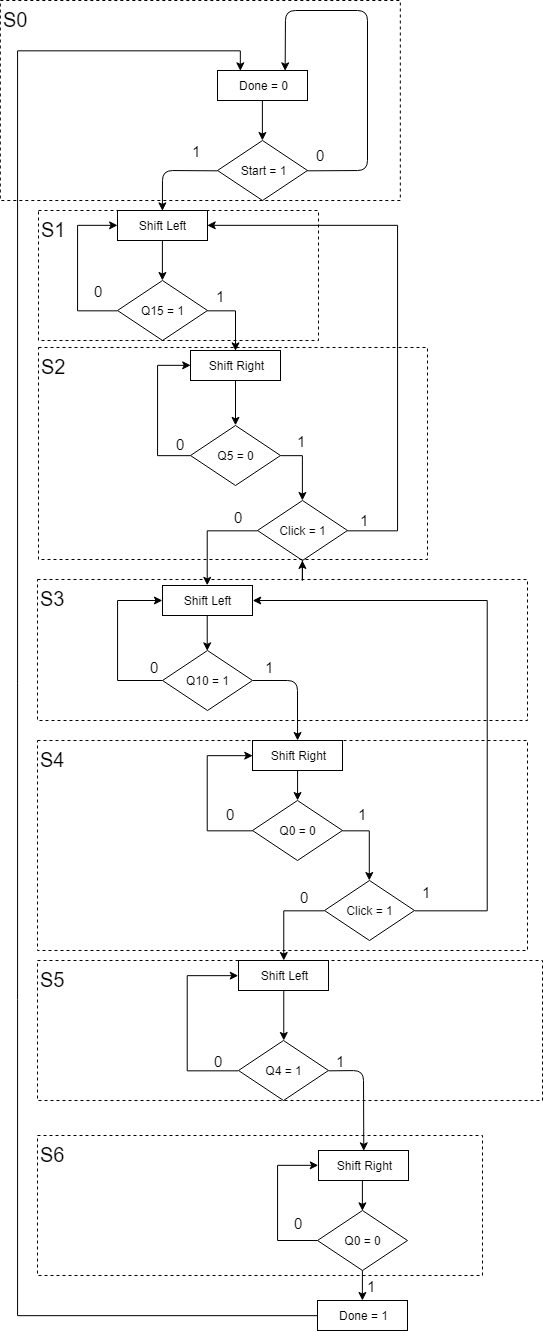 S0
Done = 0
1
Start = 1
0
S1
Shift Left
0
Q15 = 1
1
S2
Shift Right
0
Q5 = 0
1
0
Click = 1
1
S3
Shift Left
0
Q10 = 1
1
S4
Shift Right
0
Q0 = 0
1
0
Click = 1
1
S5
Shift Left
0
Q4 = 1
1
S6
Shift Right
0
Q0 = 0
1
Done = 1